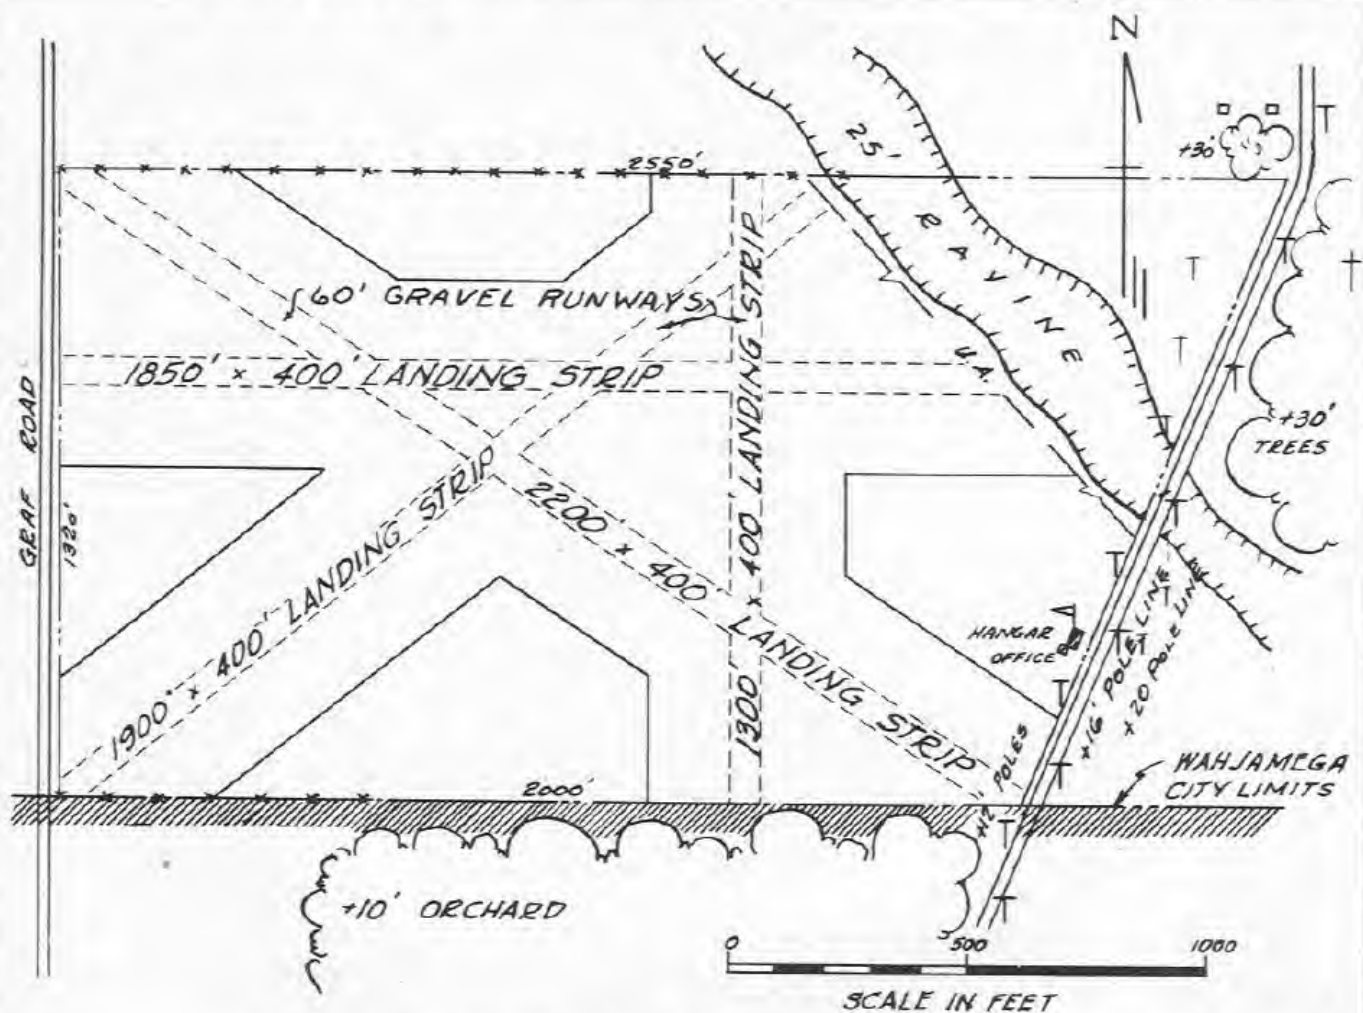 N
2550'
+30'
25' RAVINE
60' GRAVEL RUNWAYS
1850' x 400' LANDING STRIP
U.A.
GRAF ROAD
1320'
+30'
TREES
1900' x 400' LANDING STRIP
2200' x 400' LANDING STRIP
1300' x 400' LANDING STRIP
HANGAR
OFFICE
+16' POLE LINE
+20 POLE LINE
POLES
2000'
WAHJAMEGA
CITY LIMITS
+10' ORCHARD
0 500 1000
SCALE IN FEET